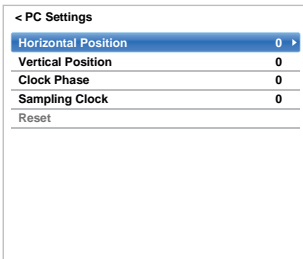 < PC Settings
Horizontal Position 0
Vertical Position 0
Clock Phase 0
Sampling Clock 0
Reset